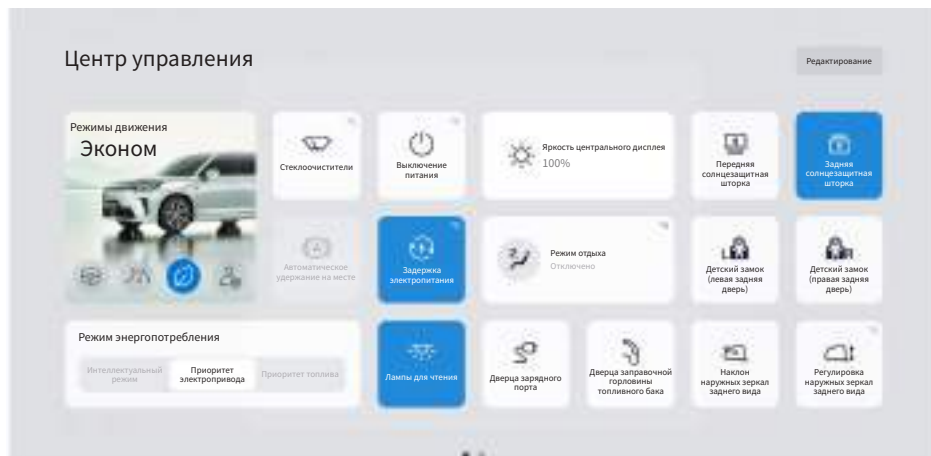 Центр управления
Редактирование
Режимы движения
Эконом
Стеклоочистители
Выключение
питания
Яркость центрального дисплея
100%
Передняя
солнцезащитная
шторка
Задняя
солнцезащитная
шторка
Автоматическое
удержание на месте
Задержка
электропитания
Режим отдыха
Отключено
L
Детский замок
(левая задняя
дверь)
R
Детский замок
(правая задняя
дверь)
Режим энергопотребления
Интеллектуальный
режим
Приоритет
электропривода
Приоритет топлива
Лампы для чтения
Дверца зарядного
порта
Дверца заправочной
горловины
топливного бака
Наклон
наружных зеркал
заднего вида
Регулировка
наружных зеркал
заднего вида